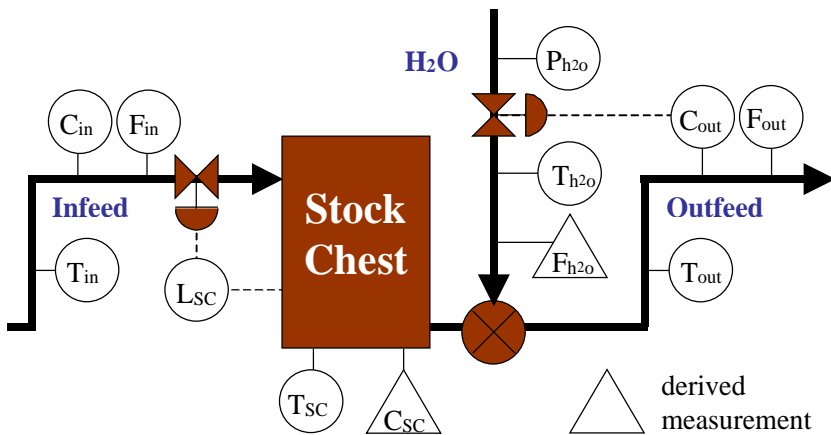 H2O
Ph2o
Cin
Fin
Cout
Fout
Infeed
Stock
Chest
Th2o
Outfeed
Tin
LSC
Fh2o
Tout
TSC
CSC
derived
measurement